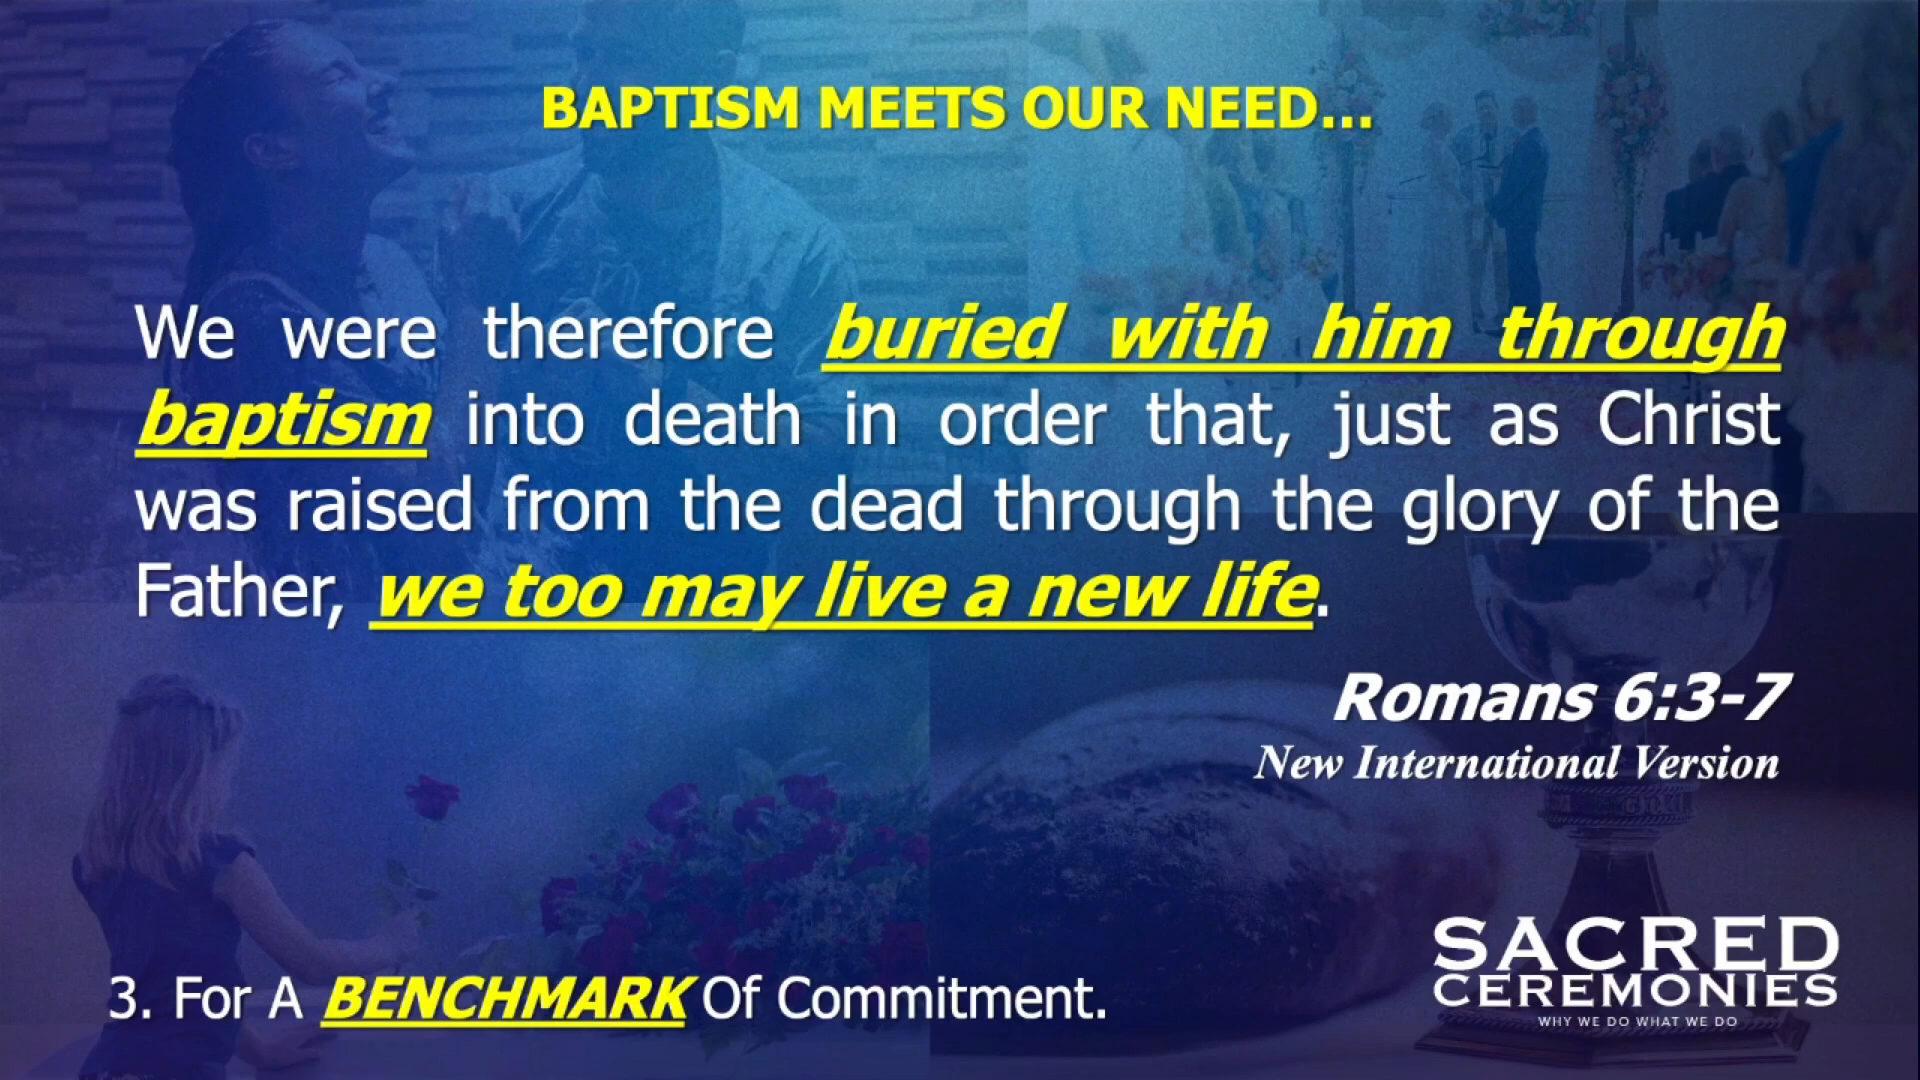 BAPTISM MEETS OUR NEED...
We were therefore buried with him through
baptism into death in order that, just as Christ
was raised from the dead through the glory of the
Father, we too may live a new life.
Romans 6:3-7
New International Version
3. For A BENCHMARK Of Commitment.
SACRED
CEREMONIES
WHY WE DO WHAT WE DO